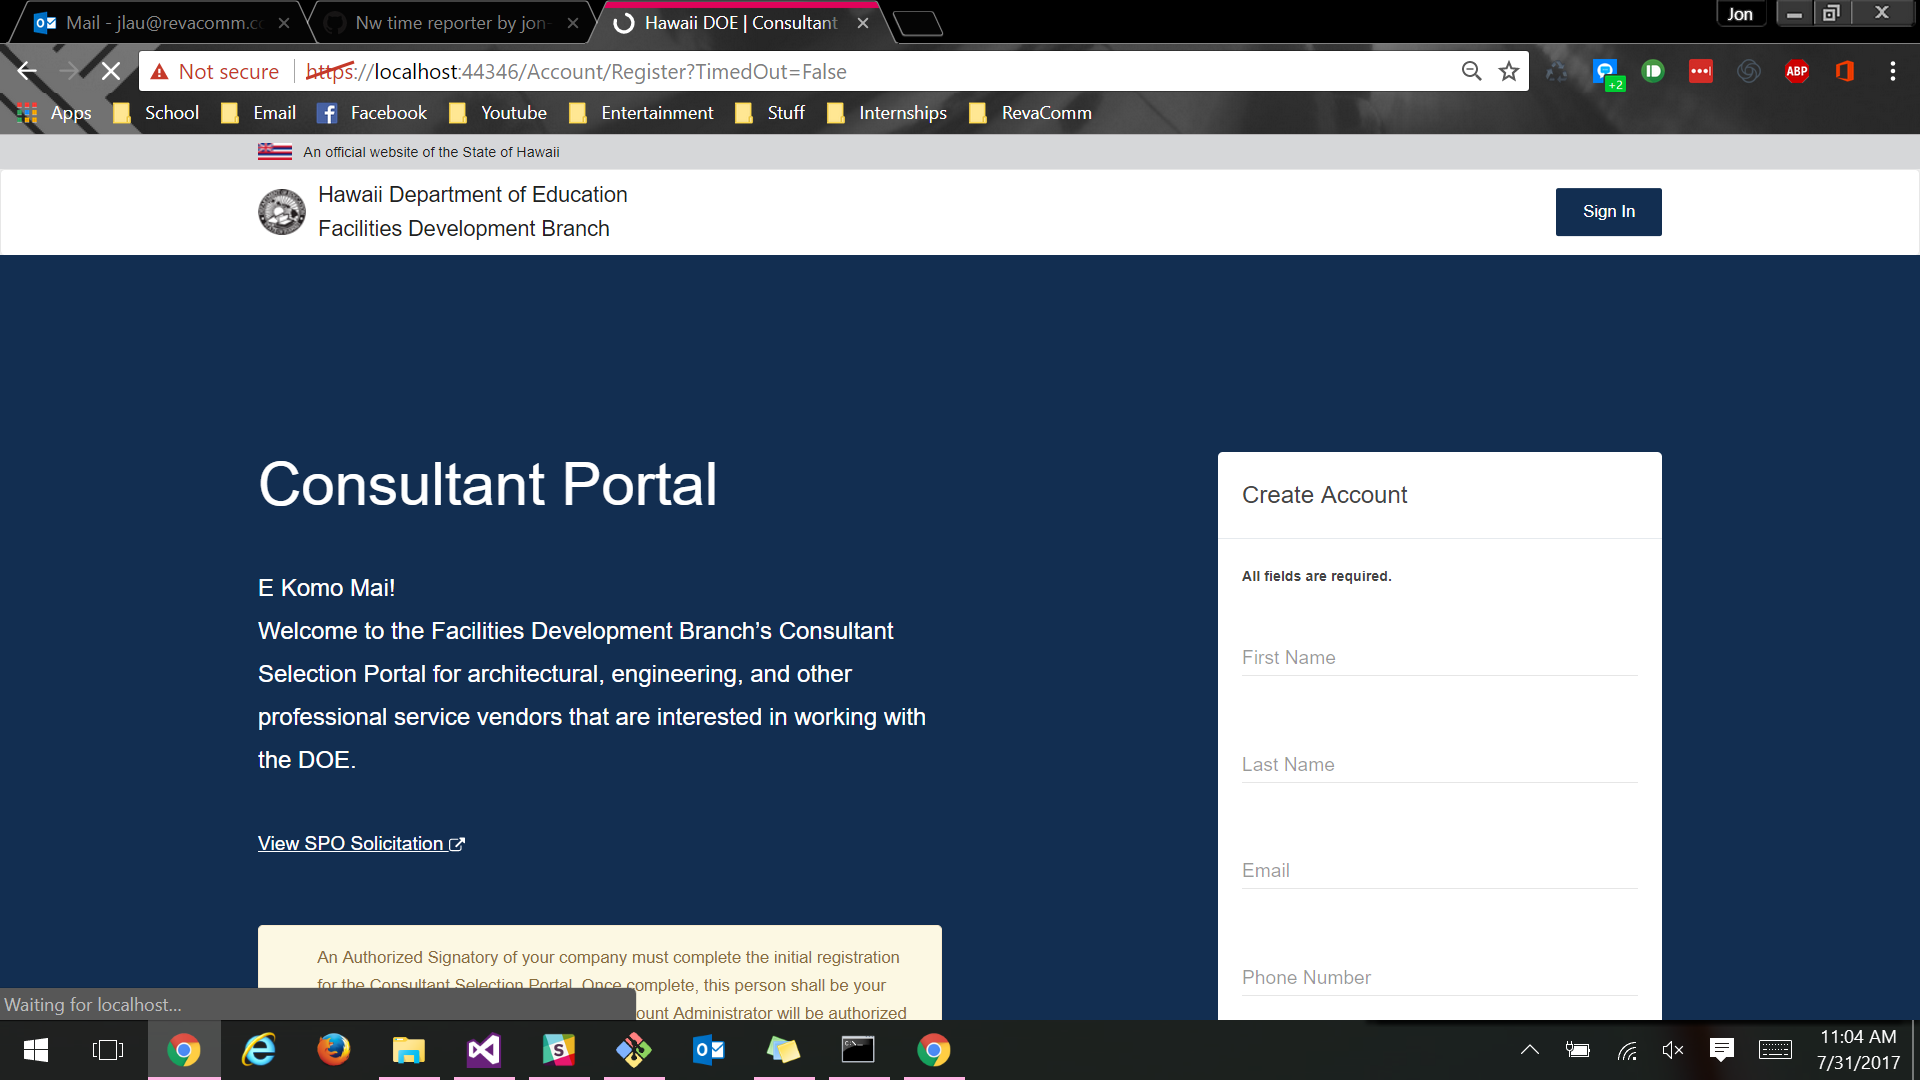 Mail - jlau@revacomm.c
Nw time reporter by jon-
Hawaii DOE | Consultant
Jon
Not secure
https://localhost:44346/Account/Register?TimedOut=False
+2
ABP
Apps
School
Email
Facebook
Youtube
Entertainment
Stuff
Internships
RevaComm
An official website of the State of Hawaii
Hawaii Department of Education
Facilities Development Branch
Sign In
Consultant Portal
E Komo Mai!
Welcome to the Facilities Development Branch’s Consultant
Selection Portal for architectural, engineering, and other
professional service vendors that are interested in working with
the DOE.
View SPO Solicitation
An Authorized Signatory of your company must complete the initial registration
for the Consultant Selection Portal. Once complete, this person shall be your
ount Administrator will be authorized
Create Account
All fields are required.
First Name
Last Name
Email
Phone Number
Waiting for localhost...
11:04 AM
7/31/2017